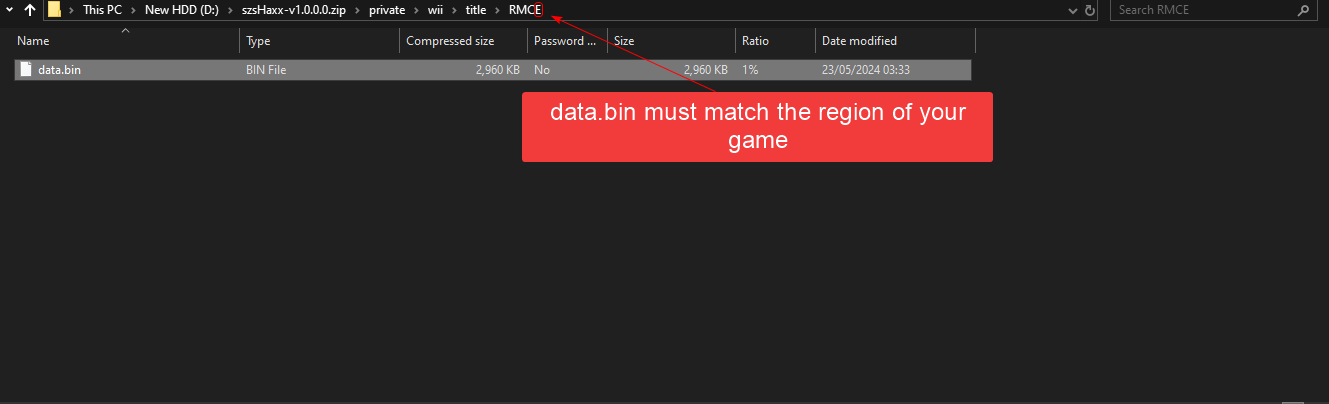 This PC > New HDD (D:) > szsHaxx-v1.0.0.0.zip > private > wii > title > RMCE
Search RMCE
Name Type Compressed size Password ... Size Ratio Date modified
data.bin BIN File 2,960 KB No 2,960 KB 1% 23/05/2024 03:33
data.bin must match the region of your
game